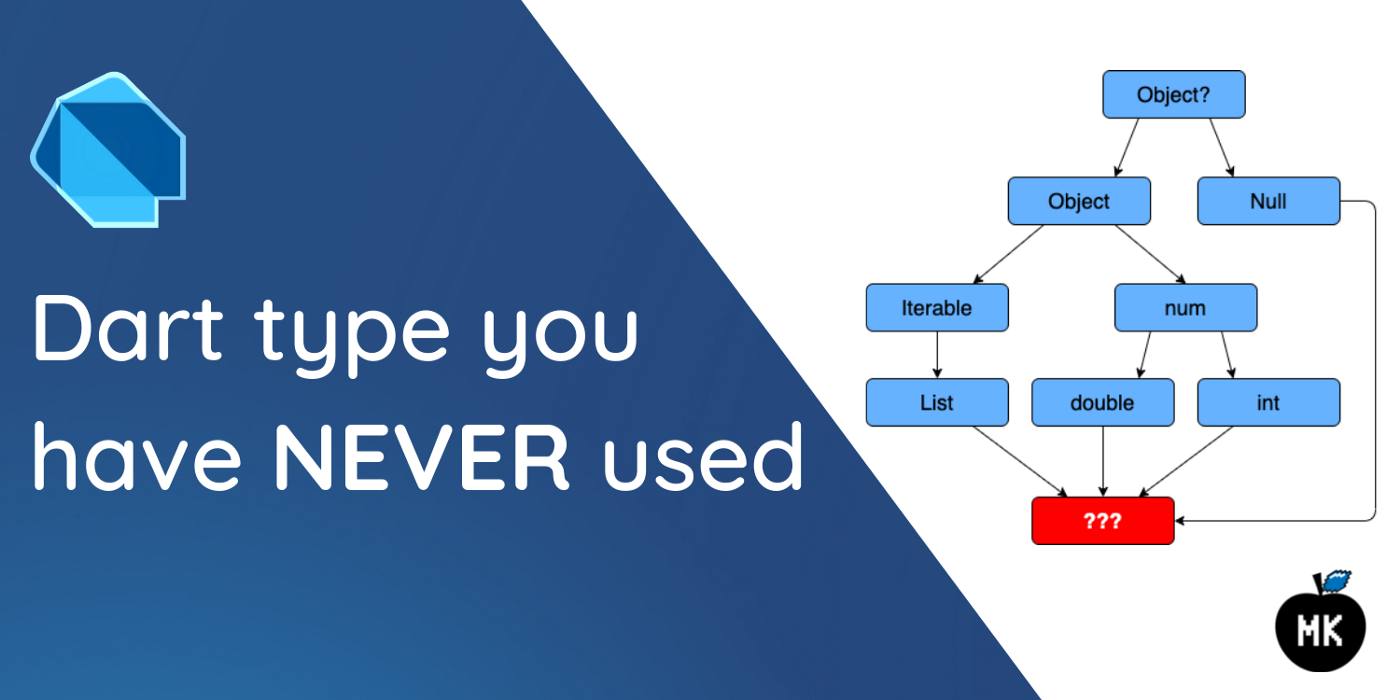 Dart type you
have NEVER used
Object?
Object
Null
Iterable
num
List
double
int
???
MK